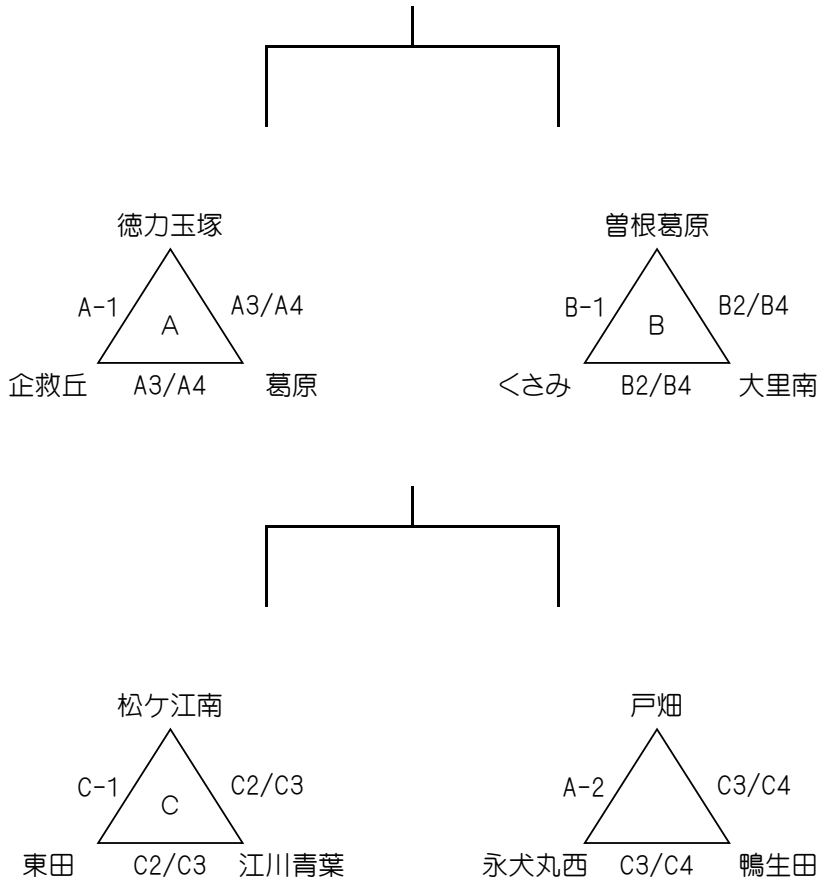 徳力玉塚 曽根葛原
A-1 A A3/A4 B-1 B B2/B4
企救丘 A3/A4 葛原 くさみ B2/B4 大里南
松ケ江南 戸畑
C-1 C C2/C3 A-2 C3/C4
東田 C2/C3 江川青葉 永犬丸西 C3/C4 鴨生田